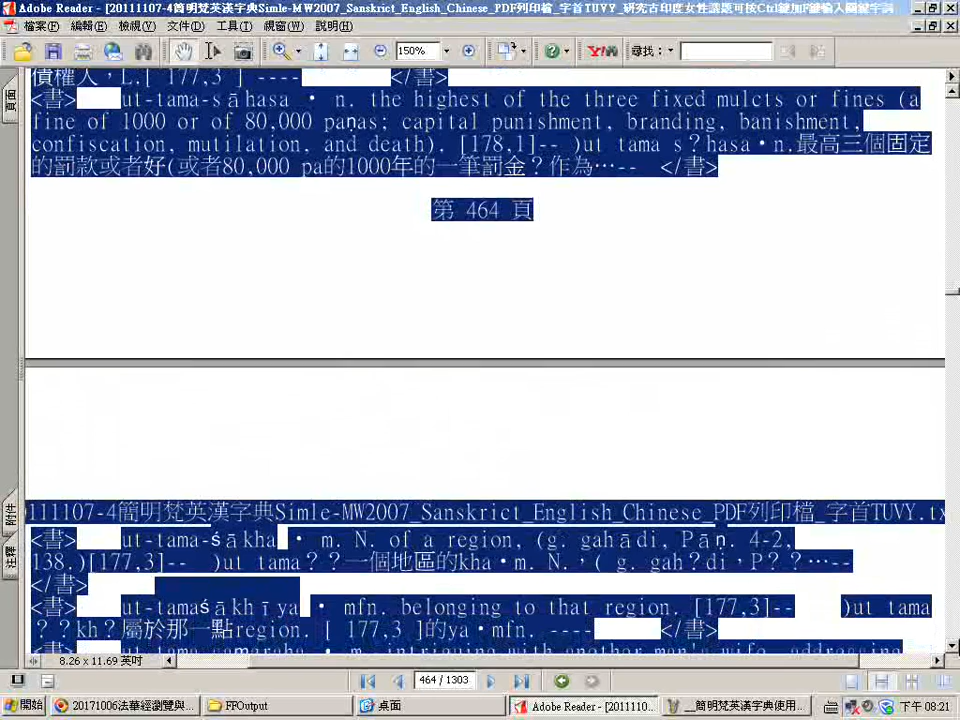 Adobe Reader - [20111107-4簡明梵英漢字典Simle-MW2007_Sanskrict_English_Chinese_PDF列印檔_字首TUVY_研究古印度女性議題可按Ctrl鍵加F鍵輸入關鍵字詞
檔案(F) 編輯(E) 檢視(V) 文件(D) 工具(T) 視窗(W) 說明(H)
150% 尋找：
頁面
債權人，L.[ 177,3 ] ---- </書>
<書> ut-tama-sāhasa • n. the highest of the three fixed mulcts or fines (a
fine of 1000 or of 80,000 paṇas; capital punishment, branding, banishment,
confiscation, mutilation, and death). [178,1]-- )ut tama s？hasa•n.最高三個固定
的罰款或者好(或者80,000 pa的1000年的一筆罰金？作為…-- </書>
第 464 頁
附件
注釋
111107-4簡明梵英漢字典Simle-MW2007_Sanskrict_English_Chinese_PDF列印檔_字首TUVY.tx
<書> ut-tama-śākha • m. N. of a region, (g. gahādi, Pāṇ. 4-2,
138.)[177,3]-- )ut tama？？一個地區的kha•m. N.，( g. gah？di，P？？…--
</書>
<書> ut-tamaśākhīya • mfn. belonging to that region. [177,3]-- )ut tama
？？kh？屬於那一點region. [ 177,3 ]的ya•mfn. ---- </書>
8.26 x 11.69 英吋
464 / 1303
開始 20171006法華經瀏覽與... FFOutput 桌面 Adobe Reader - [2011110... __簡明梵英字典使用... 下午 08:21